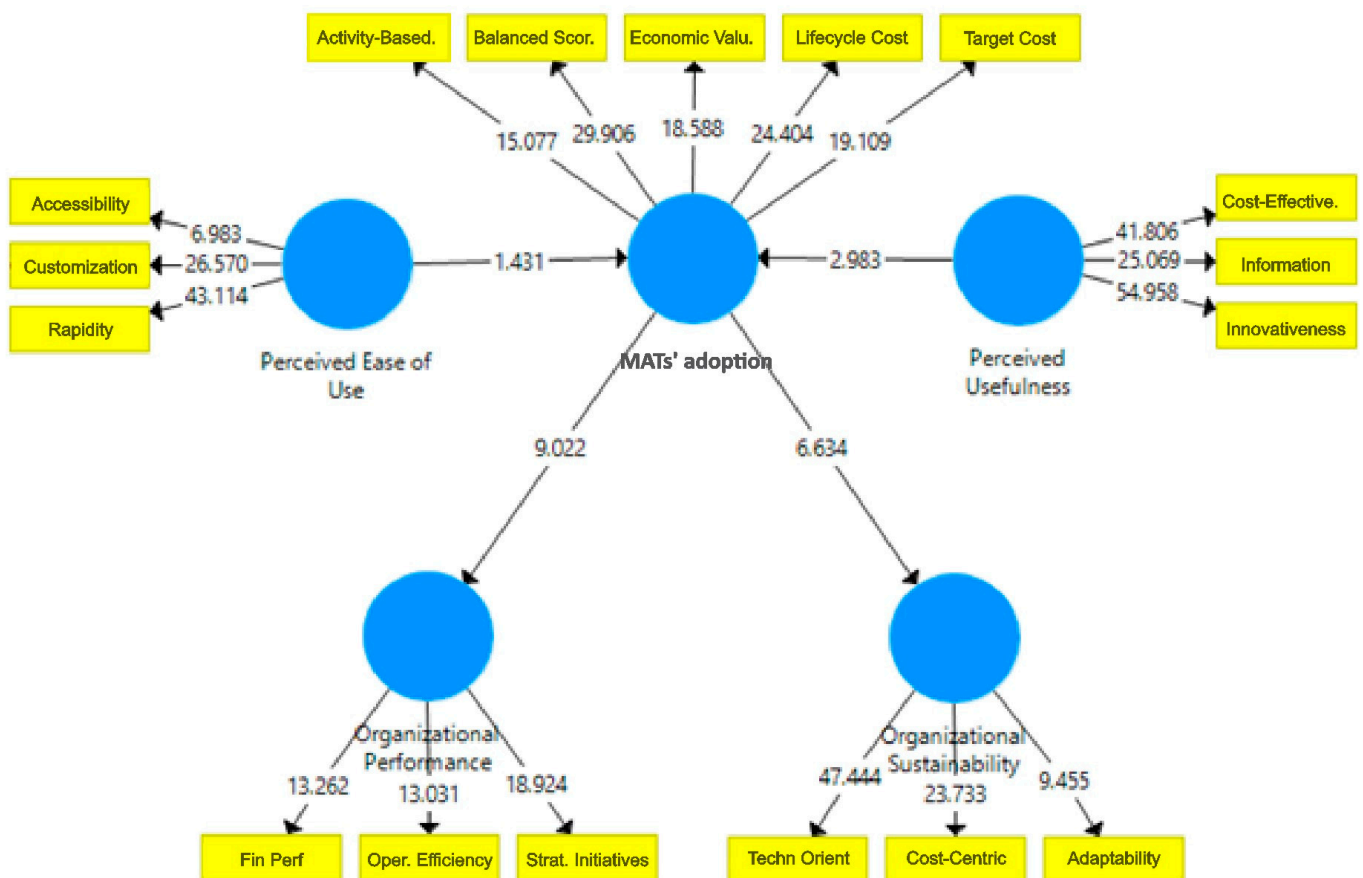 Activity-Based.
Balanced Scor.
Economic Valu.
Lifecycle Cost
Target Cost
15.077
29.906
18.588
24.404
19.109
Accessibility
Customization
Rapidity
6.983
26.570
43.114
1.431
2.983
41.806
25.069
54.958
Cost-Effective.
Information
Innovativeness
Perceived Ease of
Use
MATs' adoption
Perceived
Usefulness
9.022
6.634
Organizational
Performance
Organizational
Sustainability
13.262
13.031
18.924
47.444
23.733
9.455
Fin Perf
Oper. Efficiency
Strat. Initiatives
Techn Orient
Cost-Centric
Adaptability